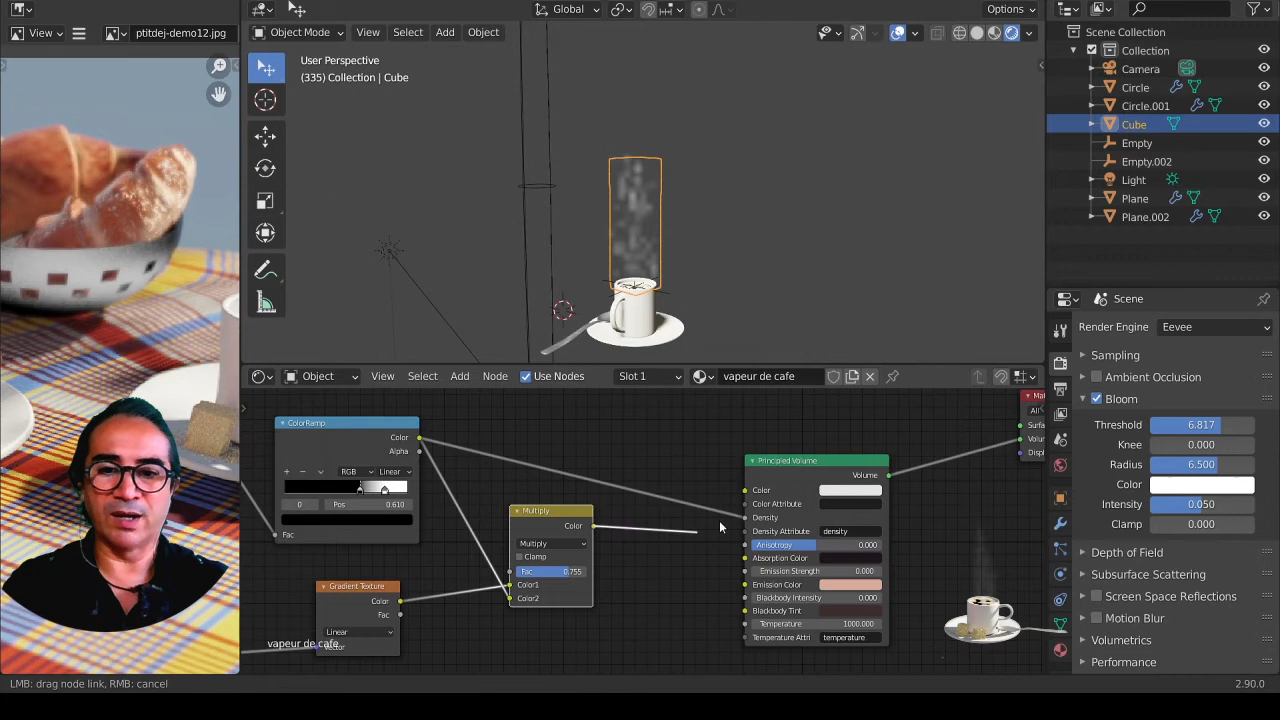 View
ptitdej-demo12.jpg
Global
Options
Object Mode
View
Select
Add
Object
User Perspective
(335) Collection | Cube
Scene Collection
Collection
Camera
Circle
Circle.001
Cube
Empty
Empty.002
Light
Plane
Plane.002
Scene
Render Engine
Eevee
Sampling
Ambient Occlusion
Bloom
Threshold 6.817
Knee 0.000
Radius 6.500
Color
Intensity 0.050
Clamp 0.000
Depth of Field
Subsurface Scattering
Screen Space Reflections
Motion Blur
Volumetrics
Performance
Object
View
Select
Add
Node
Use Nodes
Slot 1
vapeur de cafe
ColorRamp
Color
Alpha
RGB
Linear
0
Pos 0.610
Fac
Gradient Texture
Color
Fac
Linear
Vector
vapeur de cafe
Multiply
Color
Multiply
Clamp
Fac 0.755
Color1
Color2
Principled Volume
Volume
Color
Color Attribute
Density
Density Attribute density
Anisotropy 0.000
Absorption Color
Emission Strength 0.000
Emission Color
Blackbody Intensity 0.000
Blackbody Tint
Temperature 1000.000
Temperature Attri temperature
Mat
All
Surfa
Volu
Displ
LMB: drag node link, RMB: cancel
2.90.0